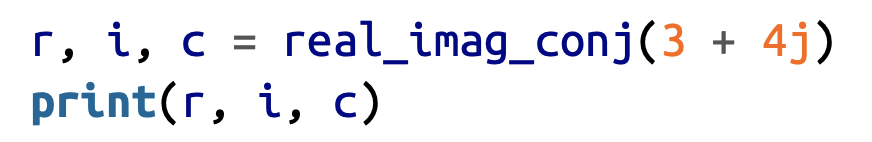 r, i, c = real_imag_conj(3 + 4j)
print(r, i, c)